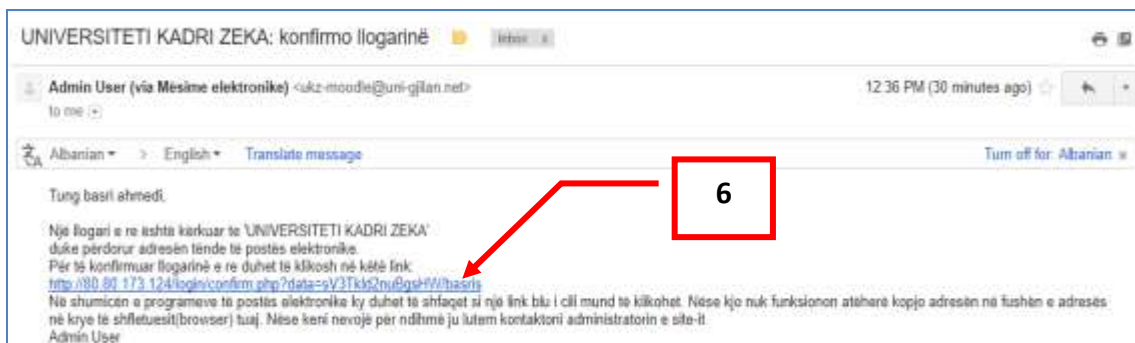 UNIVERSITETI KADRI ZEKA: konfirmo llogarinë Inbox x
Admin User (via Mësime elektronike) <ukz-moodle@uni-gjilan.net> 12:36 PM (30 minutes ago)
to me
Albanian > English Translate message Turn off for: Albanian x
6
Tung basri ahmedi,
Një llogari e re është kërkuar te 'UNIVERSITETI KADRI ZEKA'
duke përdorur adresën tënde të postës elektronike.
Për të konfirmuar llogarinë e re duhet të klikosh në këtë link:
http://80.80.173.124/login/confirm.php?data=
Në shumicën e programeve të postës elektronike ky duhet të shfaqet si një link blu i cili mund të klikohet. Nëse kjo nuk funksionon atëherë kopjo adresën në fushën e adresës
në krye të shfletuesit(browser) tuaj. Nëse keni nevojë për ndihmë ju lutem kontaktoni administratorin e site-it
Admin User